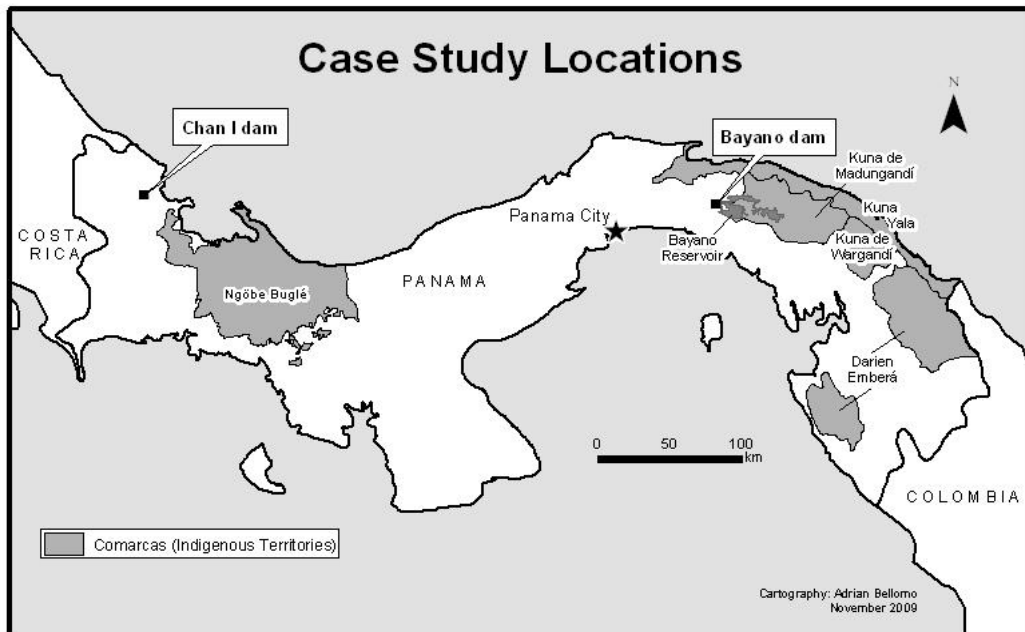 Case Study Locations
N
Chan I dam
Bayano dam
Kuna de
Madungandí
Kuna
Yala
Kuna de
Wargandí
Panama City
Bayano
Reservoir
COSTA
RICA
PANAMA
Ngöbe Buglé
Darien
Emberá
0 50 100
km
COLOMBIA
Comarcas (Indigenous Territories)
Cartography: Adrian Bellomo
November 2009